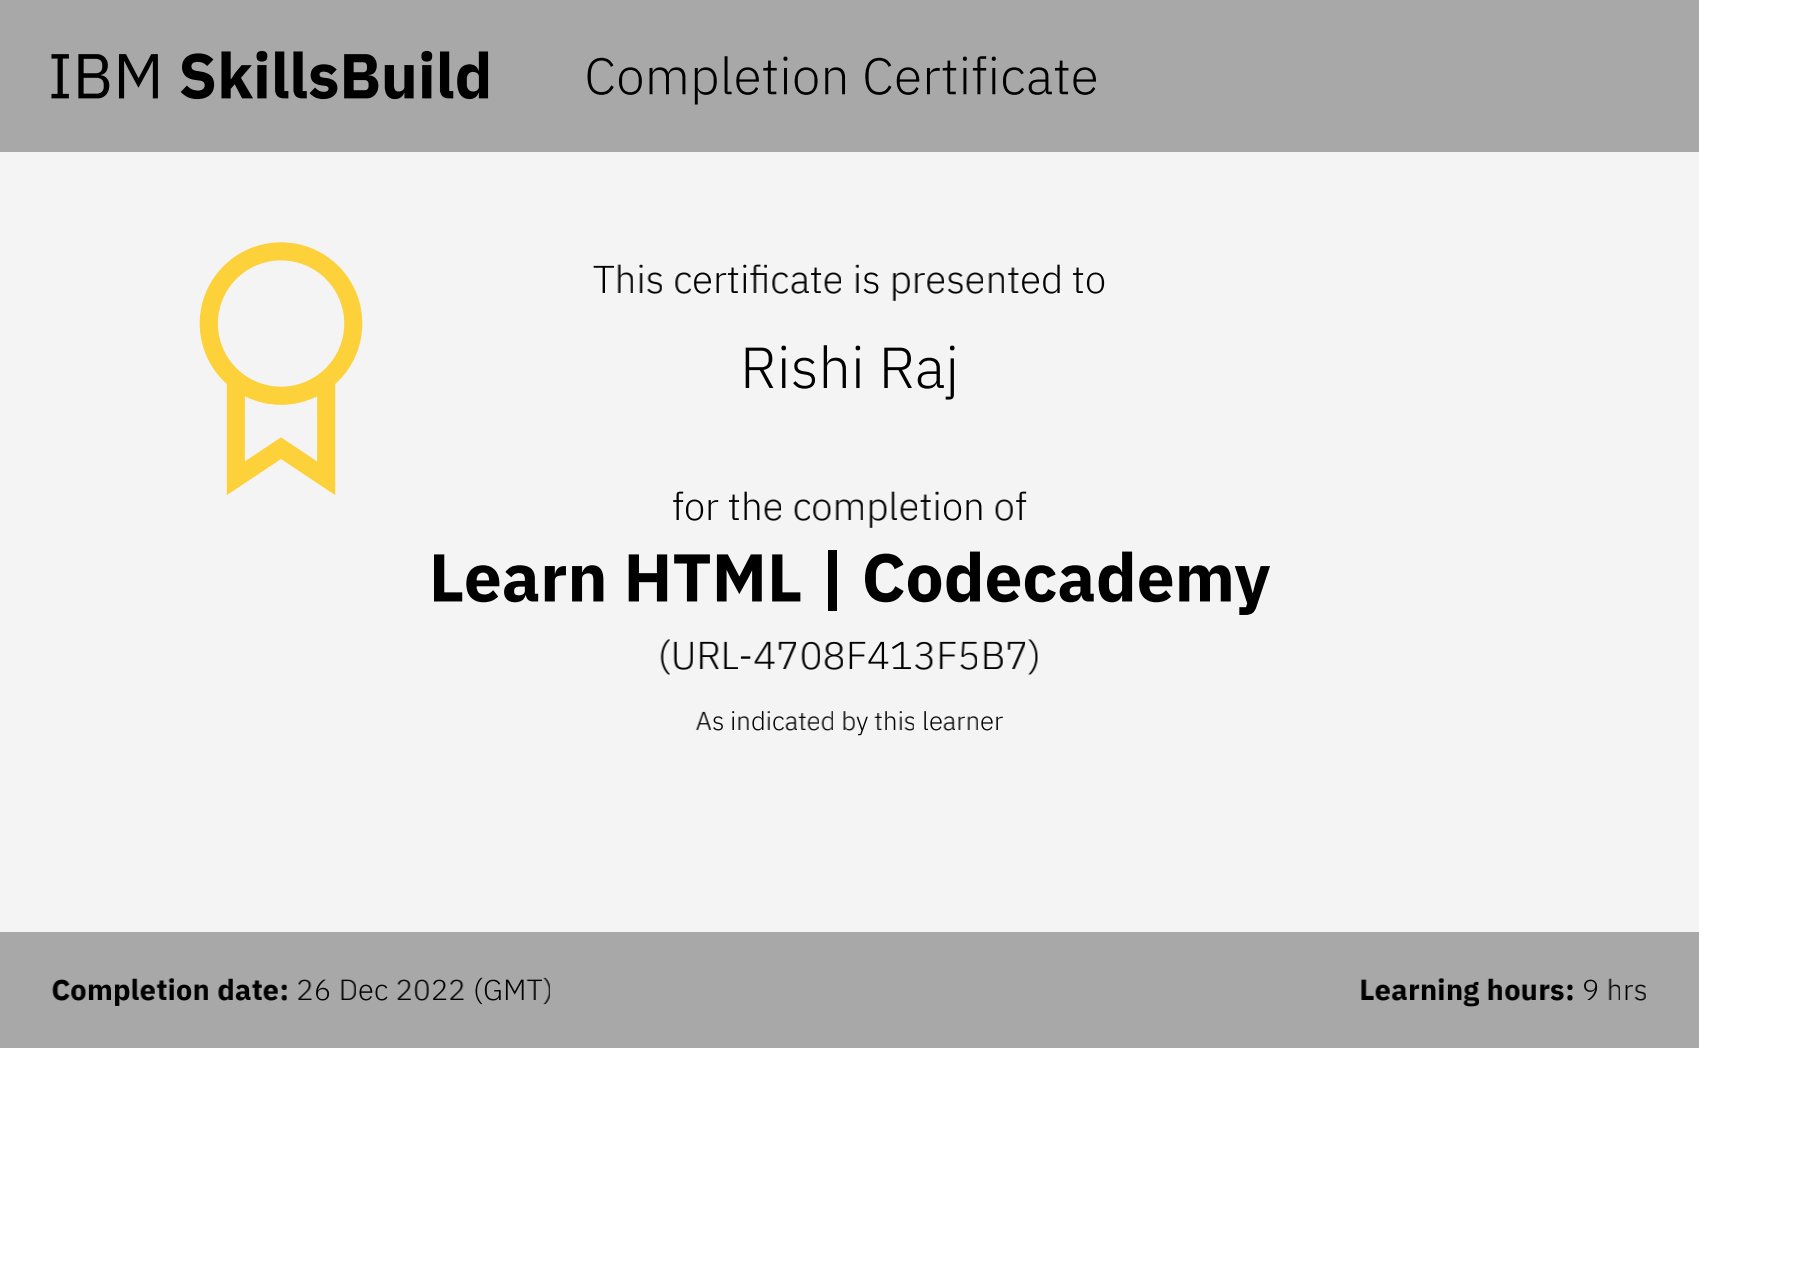 IBM SkillsBuild Completion Certificate
This certificate is presented to
Rishi Raj
for the completion of
Learn HTML | Codecademy
(URL-4708F413F5B7)
As indicated by this learner
Completion date: 26 Dec 2022 (GMT) Learning hours: 9 hrs